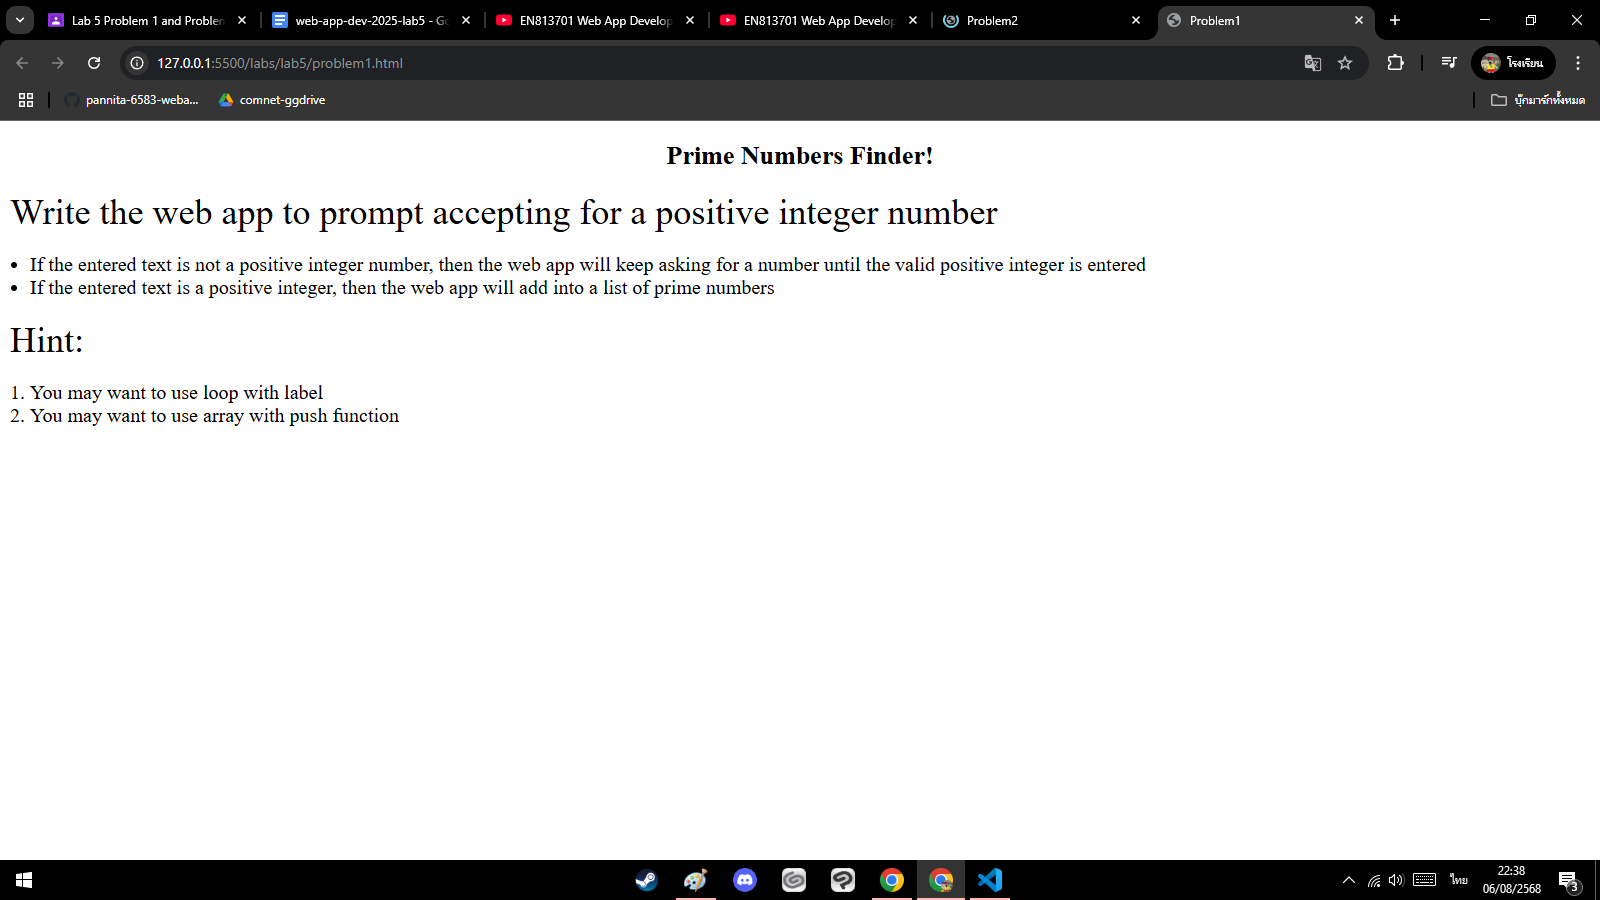 Lab 5 Problem 1 and Problem
web-app-dev-2025-lab5 - Go
EN813701 Web App Develop
EN813701 Web App Develop
Problem2
Problem1
127.0.0.1:5500/labs/lab5/problem1.html
โรงเรียน
pannita-6583-weba...
comnet-ggdrive
บุ๊กมาร์กทั้งหมด
Prime Numbers Finder!
Write the web app to prompt accepting for a positive integer number
• If the entered text is not a positive integer number, then the web app will keep asking for a number until the valid positive integer is entered
• If the entered text is a positive integer, then the web app will add into a list of prime numbers
Hint:
1. You may want to use loop with label
2. You may want to use array with push function
ไทย
22:38
06/08/2568
3